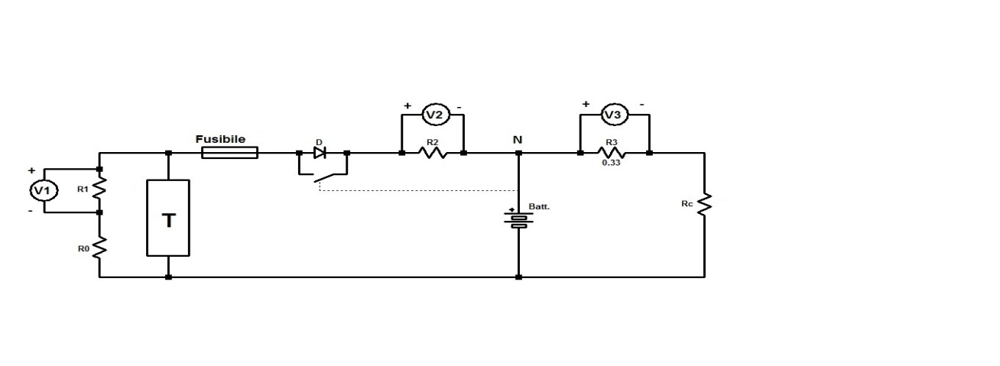 + V2 -
+ V3 -
Fusibile
D
R2
N
R3
0.33
+
V1
-
R1
T
+ Batt.
Rc
R0